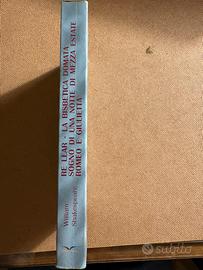 William
Shakespeare
RE LEAR - LA BISBETICA DOMATA
SOGNO DI UNA NOTTE DI MEZZA ESTATE
ROMEO E GIULIETTA
subito